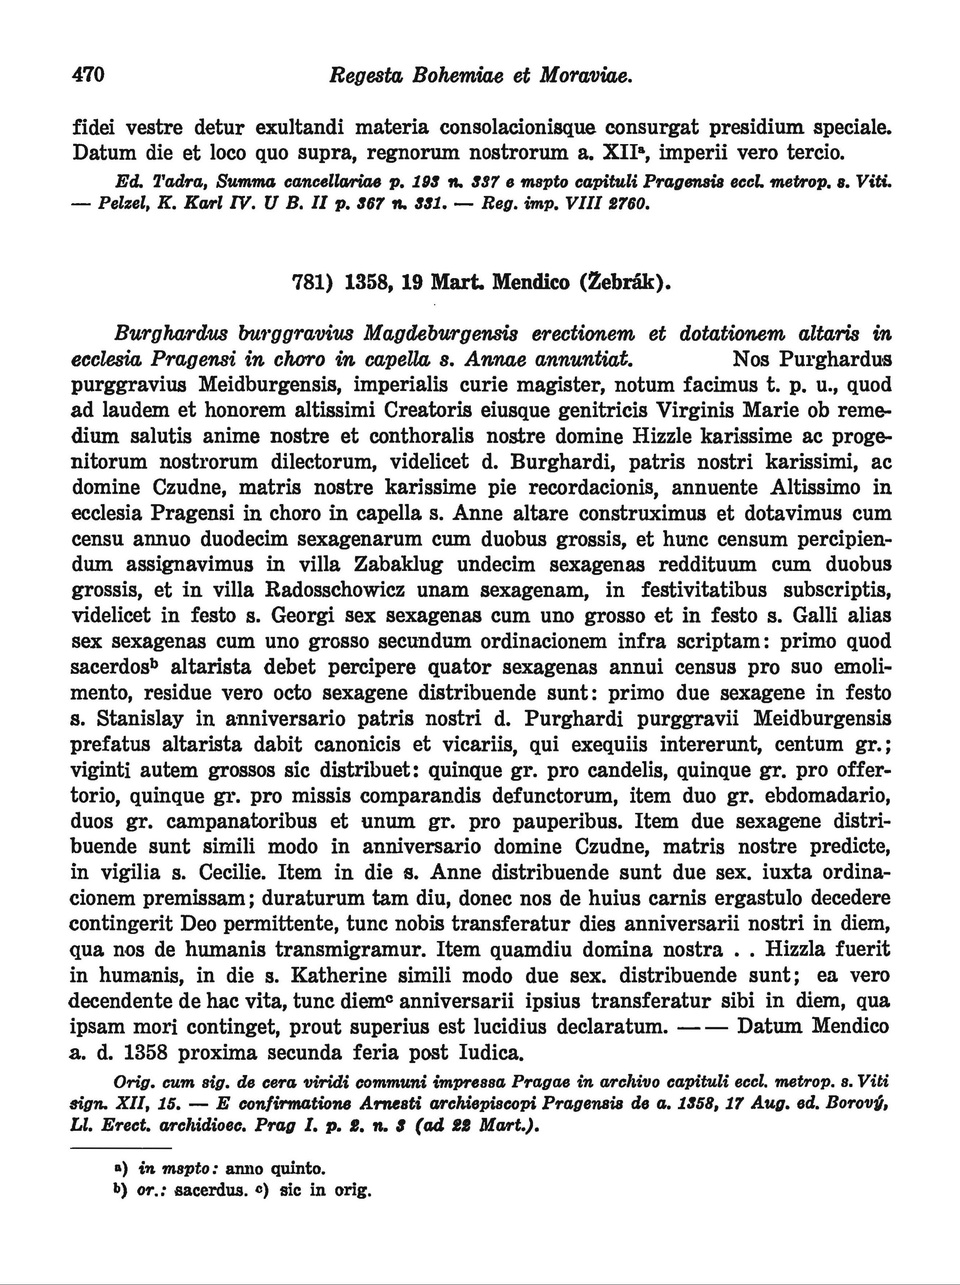 470 Regesta Bohemiae et Moraviae.
fidei vestre detur exultandi materia consolacionisque consurgat presidium speciale.
Datum die et loco quo supra, regnorum nostrorum a. XIIª, imperii vero tercio.
Ed. Tadra, Summa cancellariae p. 193 n. 337 e mspto capituli Pragensis eccl. metrop. s. Viti.
— Pelzel, K. Karl IV. U B. II p. 367 n. 331. — Reg. imp. VIII 2760.
781) 1358, 19 Mart. Mendico (Žebrák).
Burghardus burggravius Magdeburgensis erectionem et dotationem altaris in
ecclesia Pragensi in choro in capella s. Annae annuntiat. Nos Purghardus
purggravius Meidburgensis, imperialis curie magister, notum facimus t. p. u., quod
ad laudem et honorem altissimi Creatoris eiusque genitricis Virginis Marie ob reme-
dium salutis anime nostre et conthoralis nostre domine Hizzle karissime ac proge-
nitorum nostrorum dilectorum, videlicet d. Burghardi, patris nostri karissimi, ac
domine Czudne, matris nostre karissime pie recordacionis, annuente Altissimo in
ecclesia Pragensi in choro in capella s. Anne altare construximus et dotavimus cum
censu annuo duodecim sexagenarum cum duobus grossis, et hunc censum percipien-
dum assignavimus in villa Zabaklug undecim sexagenas reddituum cum duobus
grossis, et in villa Radosschowicz unam sexagenam, in festivitatibus subscriptis,
videlicet in festo s. Georgi sex sexagenas cum uno grosso et in festo s. Galli alias
sex sexagenas cum uno grosso secundum ordinacionem infra scriptam: primo quod
sacerdosᵇ altarista debet percipere quator sexagenas annui census pro suo emoli-
mento, residue vero octo sexagene distribuende sunt: primo due sexagene in festo
s. Stanislay in anniversario patris nostri d. Purghardi purggravii Meidburgensis
prefatus altarista dabit canonicis et vicariis, qui exequiis intererunt, centum gr.;
viginti autem grossos sic distribuet: quinque gr. pro candelis, quinque gr. pro offer-
torio, quinque gr. pro missis comparandis defunctorum, item duo gr. ebdomadario,
duos gr. campanatoribus et unum gr. pro pauperibus. Item due sexagene distri-
buende sunt simili modo in anniversario domine Czudne, matris nostre predicte,
in vigilia s. Cecilie. Item in die s. Anne distribuende sunt due sex. iuxta ordina-
cionem premissam; duraturum tam diu, donec nos de huius carnis ergastulo decedere
contingerit Deo permittente, tunc nobis transferatur dies anniversarii nostri in diem,
qua nos de humanis transmigramur. Item quamdiu domina nostra . . Hizzla fuerit
in humanis, in die s. Katherine simili modo due sex. distribuende sunt; ea vero
decendente de hac vita, tunc diemᶜ anniversarii ipsius transferatur sibi in diem, qua
ipsam mori continget, prout superius est lucidius declaratum. — — Datum Mendico
a. d. 1358 proxima secunda feria post Iudica.
Orig. cum sig. de cera viridi communi impressa Pragae in archivo capituli eccl. metrop. s. Viti
sign. XII, 15. — E confirmatione Arnesti archiepiscopi Pragensis de a. 1358, 17 Aug. ed. Borový,
Ll. Erect. archidioec. Prag I. p. 2. n. 3 (ad 22 Mart.).
ª) in mspto: anno quinto.
ᵇ) or.: sacerdus. ᶜ) sic in orig.